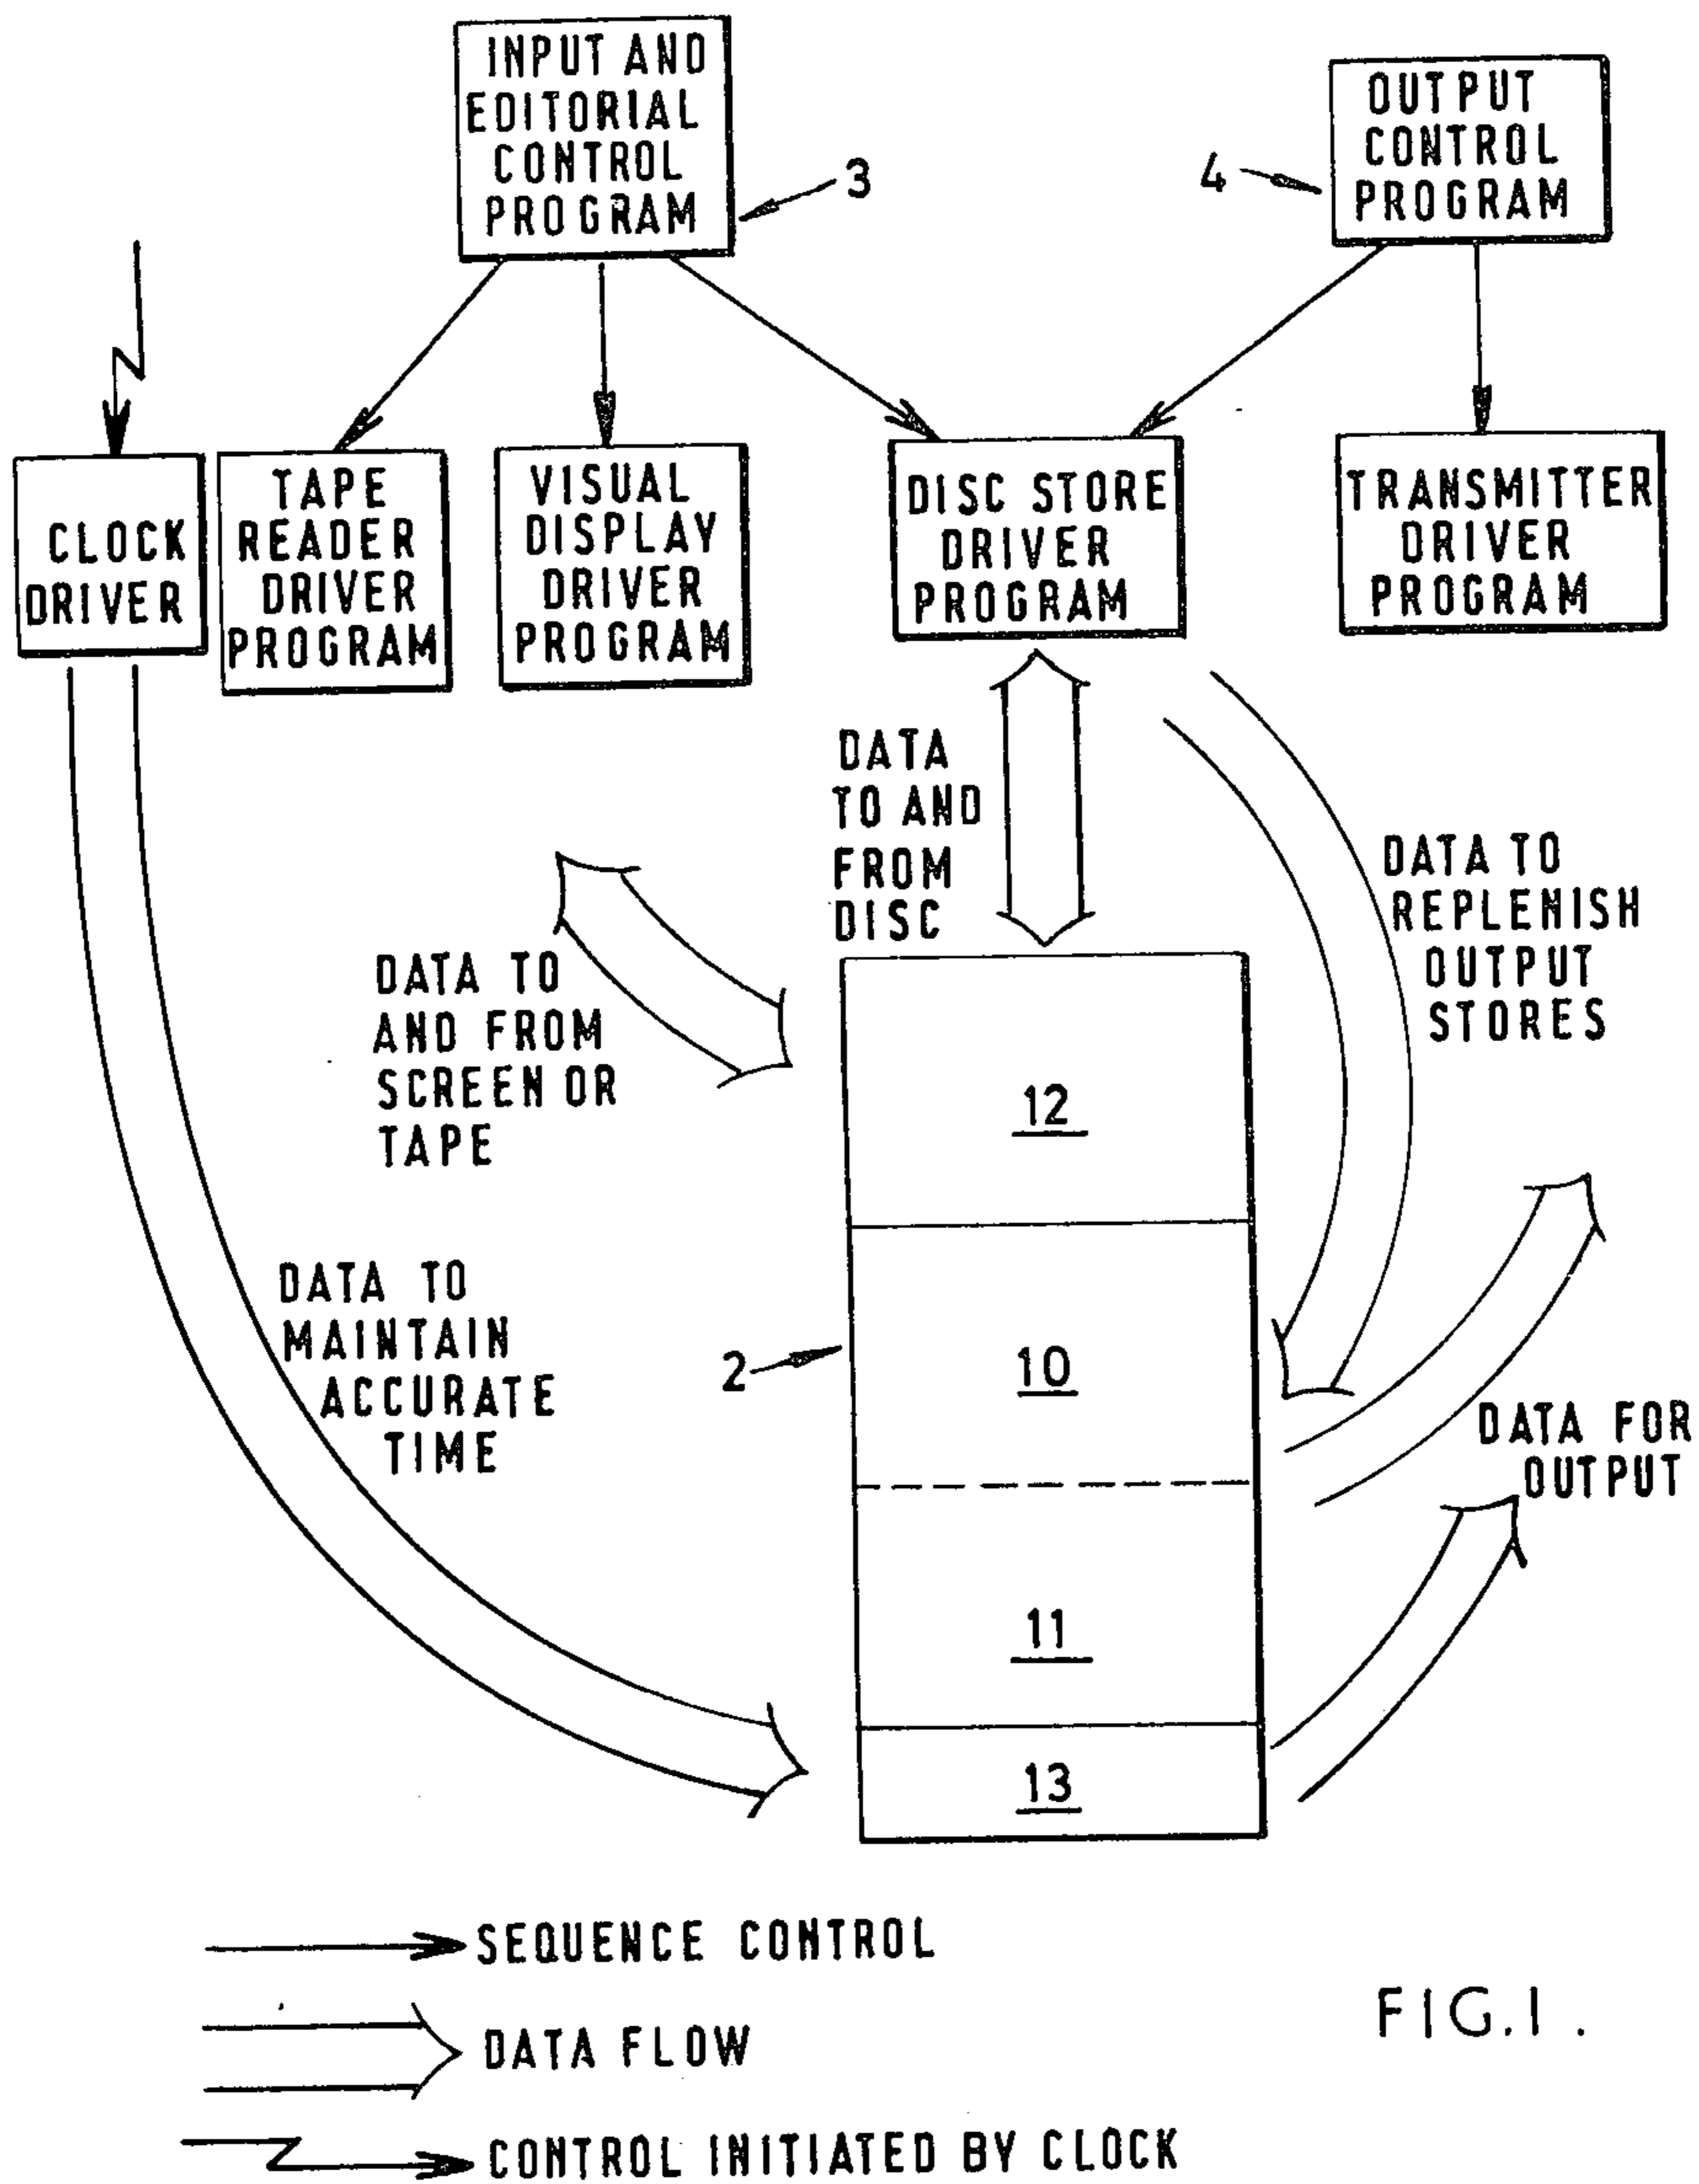 INPUT AND
EDITORIAL
CONTROL
PROGRAM
3
OUTPUT
CONTROL
PROGRAM
4
CLOCK
DRIVER
TAPE
READER
DRIVER
PROGRAM
VISUAL
DISPLAY
DRIVER
PROGRAM
DISC STORE
DRIVER
PROGRAM
TRANSMITTER
DRIVER
PROGRAM
DATA
TO AND
FROM
DISC
DATA TO
REPLENISH
OUTPUT
STORES
DATA TO
AND FROM
SCREEN OR
TAPE
12
DATA TO
MAINTAIN
ACCURATE
TIME
2
10
DATA FOR
OUTPUT
11
13
SEQUENCE CONTROL
DATA FLOW
CONTROL INITIATED BY CLOCK
FIG.1.